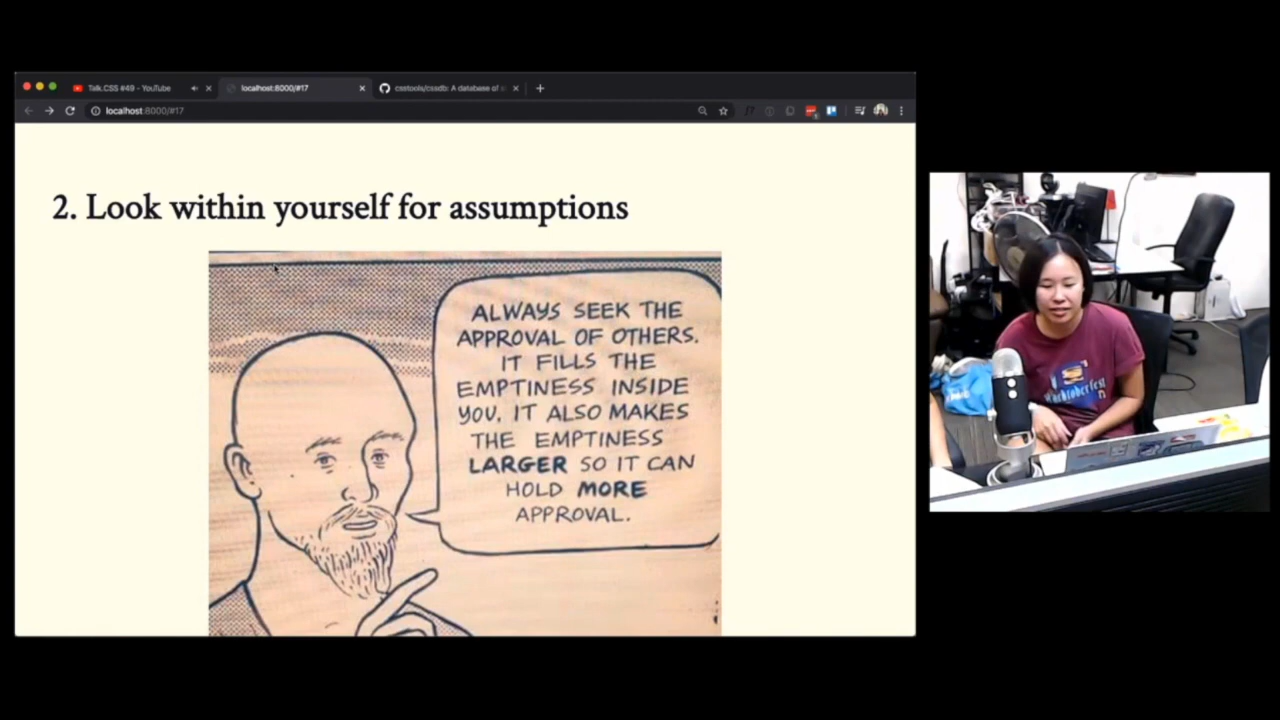 Talk.CSS #49 - YouTube
localhost:8000/#17
csstools/cssdb: A database of
localhost:8000/#17
2. Look within yourself for assumptions
ALWAYS SEEK THE
APPROVAL OF OTHERS.
IT FILLS THE
EMPTINESS INSIDE
YOU. IT ALSO MAKES
THE EMPTINESS
LARGER SO IT CAN
HOLD MORE
APPROVAL.